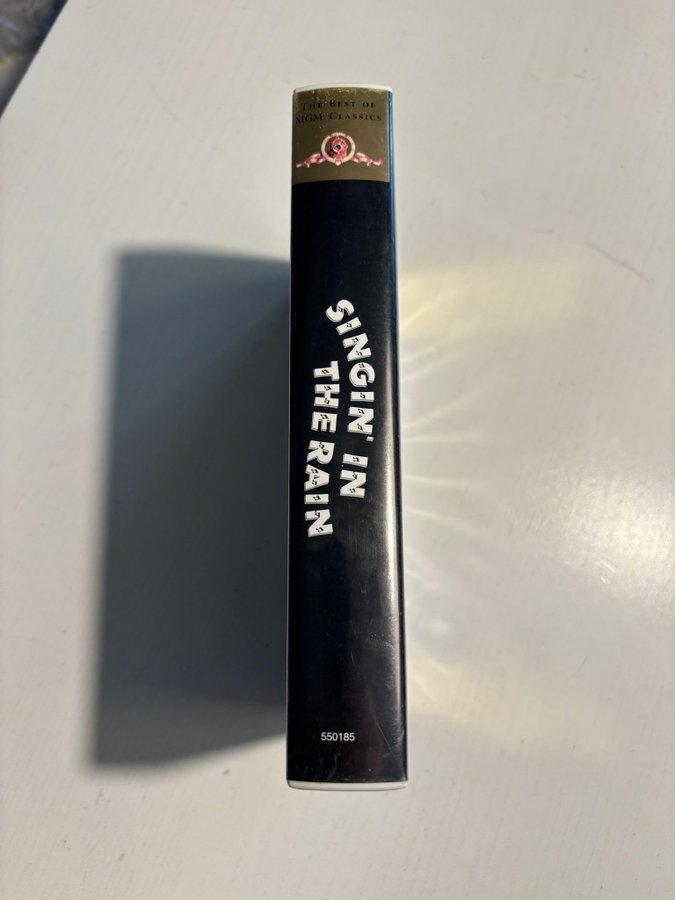 THE BEST OF
MGM CLASSICS
SINGIN' IN
THE RAIN
550185